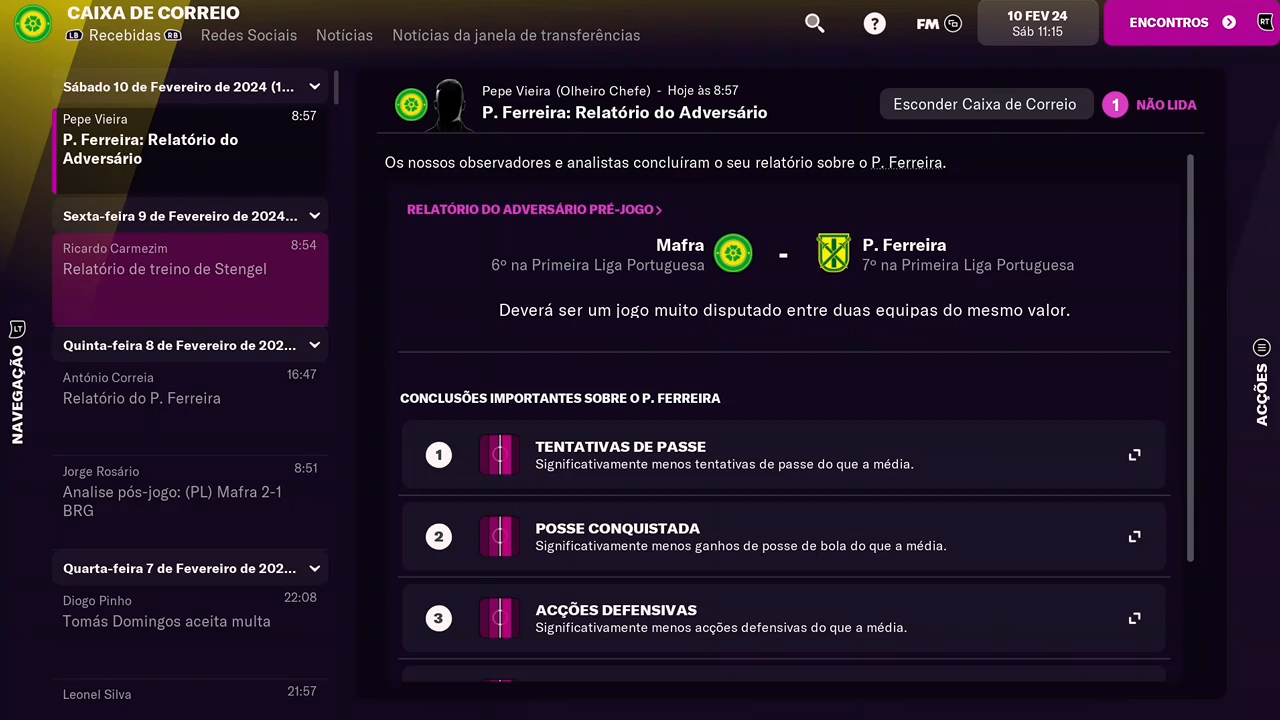 CAIXA DE CORREIO
LB Recebidas RB Redes Sociais Notícias Notícias da janela de transferências
FM
10 FEV 24
Sáb 11:15
ENCONTROS
RT
LT
NAVEGAÇÃO
Sábado 10 de Fevereiro de 2024 (1...
Pepe Vieira 8:57
P. Ferreira: Relatório do
Adversário
Sexta-feira 9 de Fevereiro de 2024...
Ricardo Carmezim 8:54
Relatório de treino de Stengel
Quinta-feira 8 de Fevereiro de 202...
António Correia 16:47
Relatório do P. Ferreira
Jorge Rosário 8:51
Analise pós-jogo: (PL) Mafra 2-1
BRG
Quarta-feira 7 de Fevereiro de 202...
Diogo Pinho 22:08
Tomás Domingos aceita multa
Leonel Silva 21:57
Pepe Vieira (Olheiro Chefe) - Hoje às 8:57
P. Ferreira: Relatório do Adversário
Esconder Caixa de Correio
1 NÃO LIDA
Os nossos observadores e analistas concluíram o seu relatório sobre o P. Ferreira.
RELATÓRIO DO ADVERSÁRIO PRÉ-JOGO >
Mafra - P. Ferreira
6º na Primeira Liga Portuguesa 7º na Primeira Liga Portuguesa
Deverá ser um jogo muito disputado entre duas equipas do mesmo valor.
CONCLUSÕES IMPORTANTES SOBRE O P. FERREIRA
1 TENTATIVAS DE PASSE
Significativamente menos tentativas de passe do que a média.
2 POSSE CONQUISTADA
Significativamente menos ganhos de posse de bola do que a média.
3 ACÇÕES DEFENSIVAS
Significativamente menos acções defensivas do que a média.
ACÇÕES